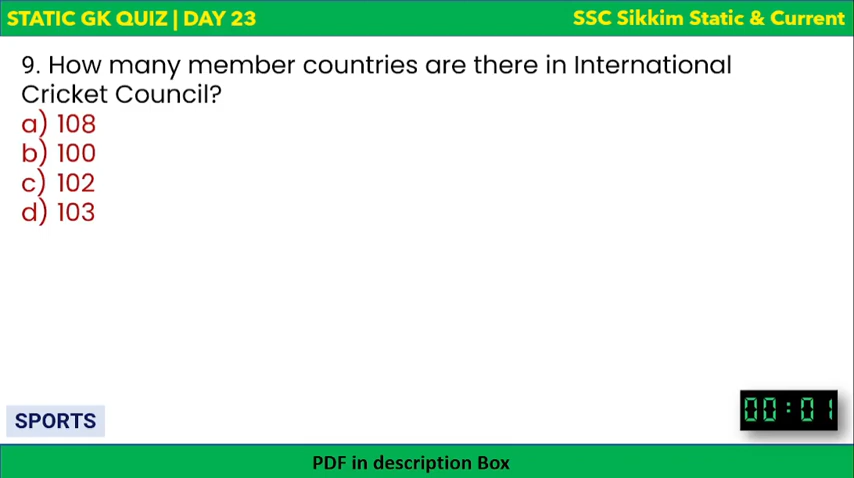 STATIC GK QUIZ | DAY 23
SSC Sikkim Static & Current
9. How many member countries are there in International
Cricket Council?
a) 108
b) 100
c) 102
d) 103
SPORTS
00:01
PDF in description Box